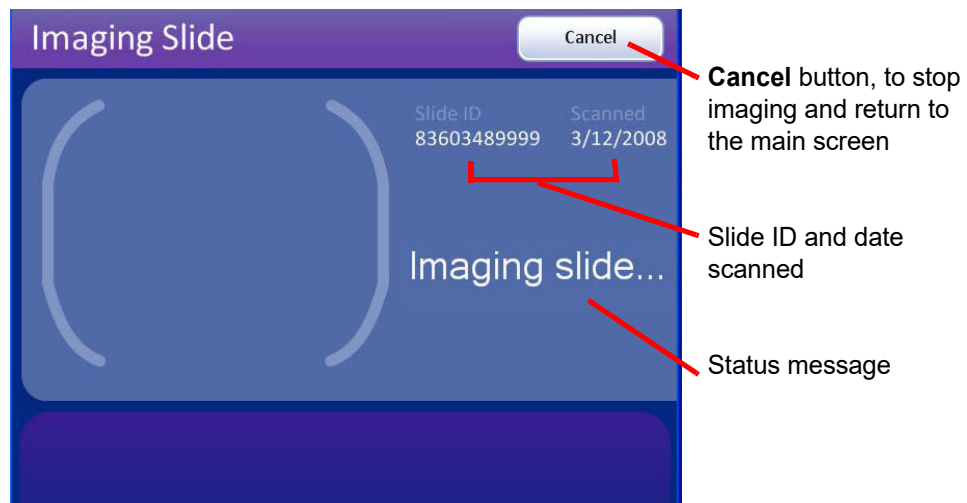 Imaging Slide
Cancel
Slide ID
Scanned
83603489999
3/12/2008
Imaging slide...
Cancel button, to stop
imaging and return to
the main screen
Slide ID and date
scanned
Status message